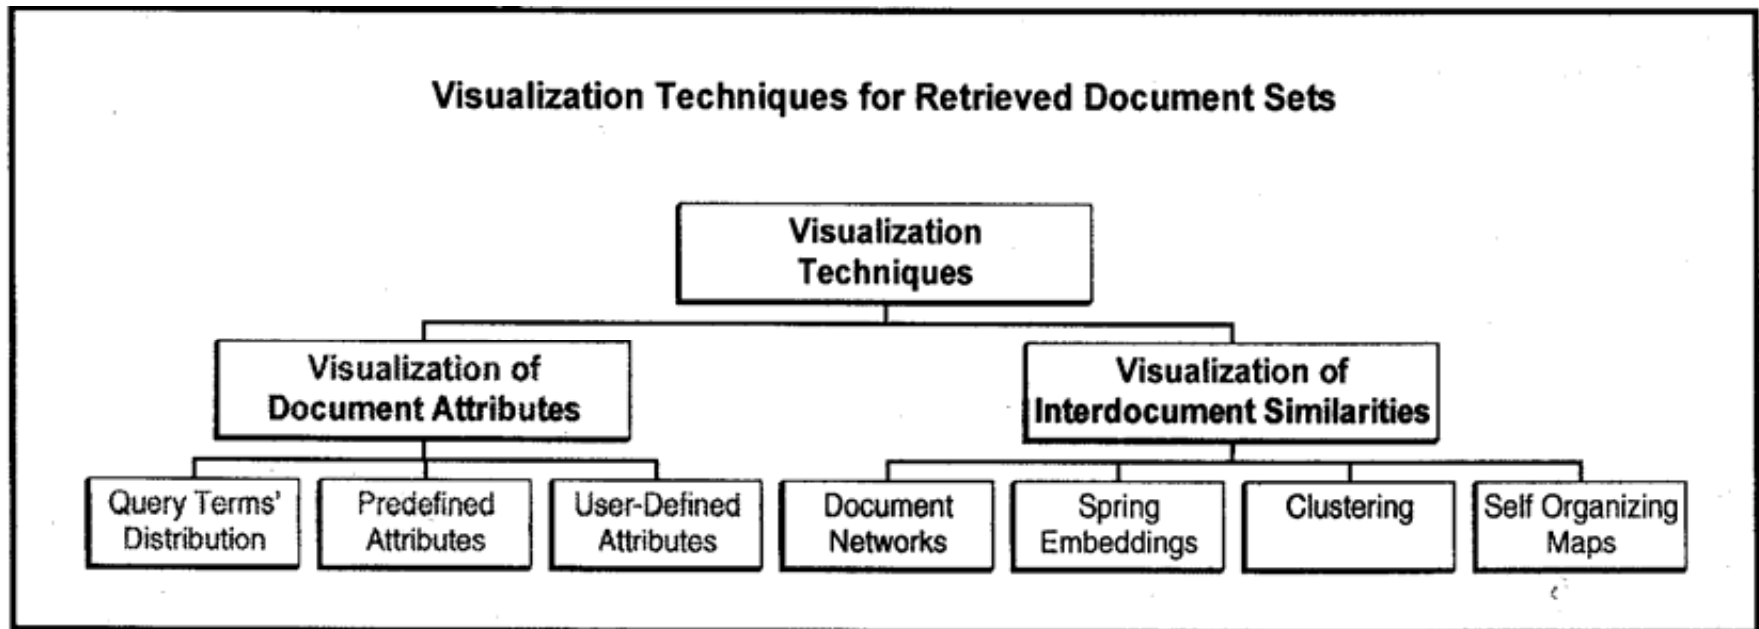 Visualization Techniques for Retrieved Document Sets
Visualization
Techniques
Visualization of
Document Attributes
Visualization of
Interdocument Similarities
Query Terms'
Distribution
Predefined
Attributes
User-Defined
Attributes
Document
Networks
Spring
Embeddings
Clustering
Self Organizing
Maps